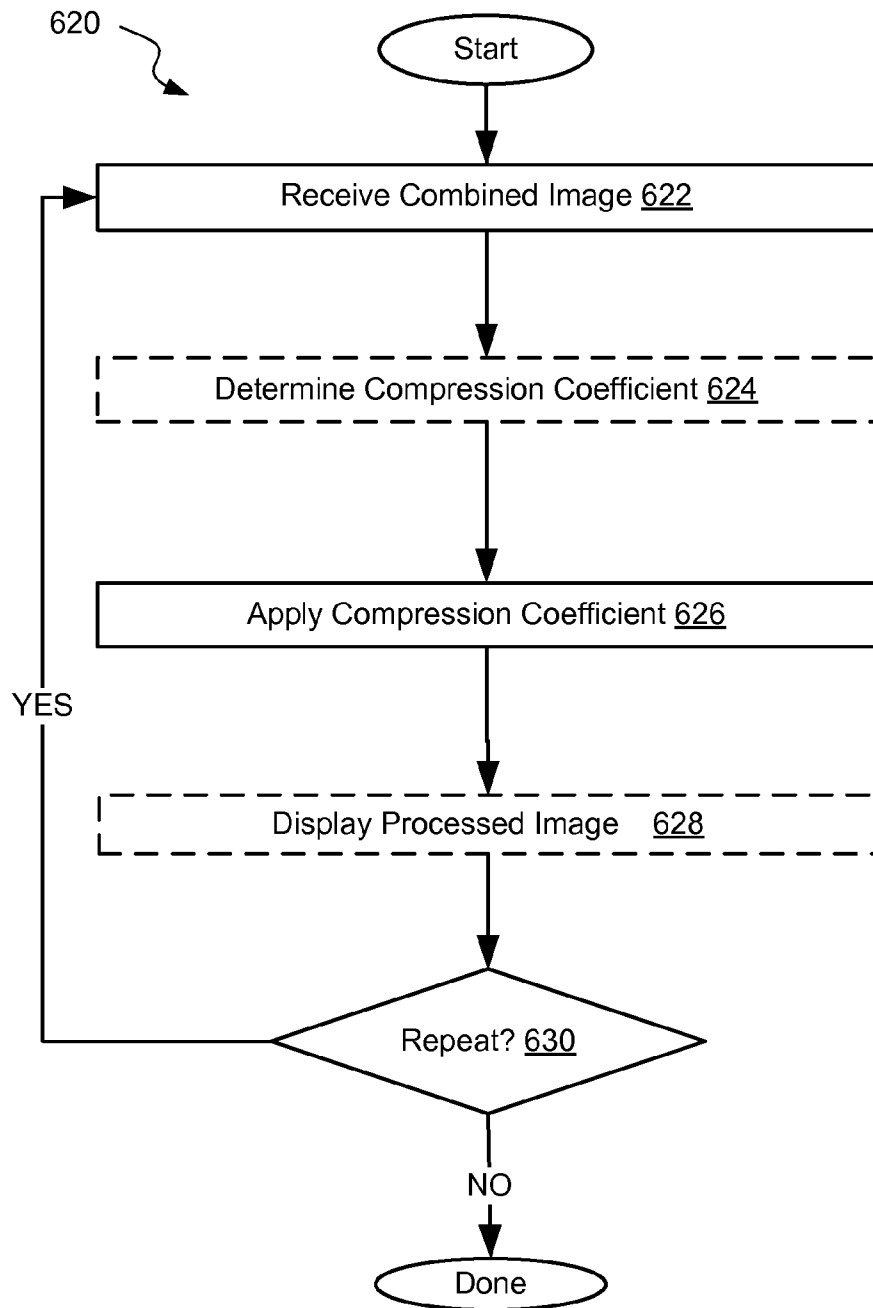 620
Start
Receive Combined Image 622
Determine Compression Coefficient 624
Apply Compression Coefficient 626
YES
Display Processed Image 628
Repeat? 630
NO
Done